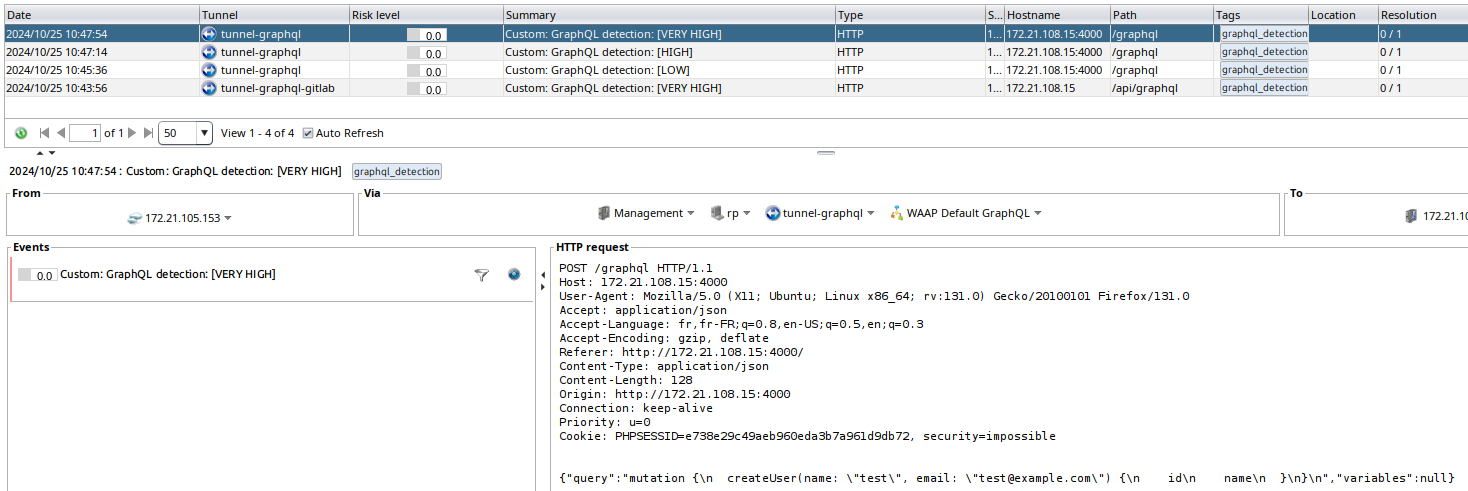 Date Tunnel Risk level Summary Type S... Hostname Path Tags Location Resolution
2024/10/25 10:47:54 tunnel-graphql 0.0 Custom: GraphQL detection: [VERY HIGH] HTTP 1... 172.21.108.15:4000 /graphql graphql_detection 0 / 1
2024/10/25 10:47:14 tunnel-graphql 0.0 Custom: GraphQL detection: [HIGH] HTTP 1... 172.21.108.15:4000 /graphql graphql_detection 0 / 1
2024/10/25 10:45:36 tunnel-graphql 0.0 Custom: GraphQL detection: [LOW] HTTP 1... 172.21.108.15:4000 /graphql graphql_detection 0 / 1
2024/10/25 10:43:56 tunnel-graphql-gitlab 0.0 Custom: GraphQL detection: [VERY HIGH] HTTP 1... 172.21.108.15 /api/graphql graphql_detection 0 / 1
1 of 1 50 View 1 - 4 of 4 Auto Refresh
2024/10/25 10:47:54 : Custom: GraphQL detection: [VERY HIGH] graphql_detection
From Via To
172.21.105.153 Management rp tunnel-graphql WAAP Default GraphQL 172.21.10
Events HTTP request
0.0 Custom: GraphQL detection: [VERY HIGH]
POST /graphql HTTP/1.1
Host: 172.21.108.15:4000
User-Agent: Mozilla/5.0 (X11; Ubuntu; Linux x86_64; rv:131.0) Gecko/20100101 Firefox/131.0
Accept: application/json
Accept-Language: fr,fr-FR;q=0.8,en-US;q=0.5,en;q=0.3
Accept-Encoding: gzip, deflate
Referer: http://172.21.108.15:4000/
Content-Type: application/json
Content-Length: 128
Origin: http://172.21.108.15:4000
Connection: keep-alive
Priority: u=0
Cookie: PHPSESSID=e738e29c49aeb960eda3b7a961d9db72, security=impossible
{"query":"mutation {\n  createUser(name: \"test\", email: \"test@example.com\") {\n    id\n    name\n  }\n}\n","variables":null}